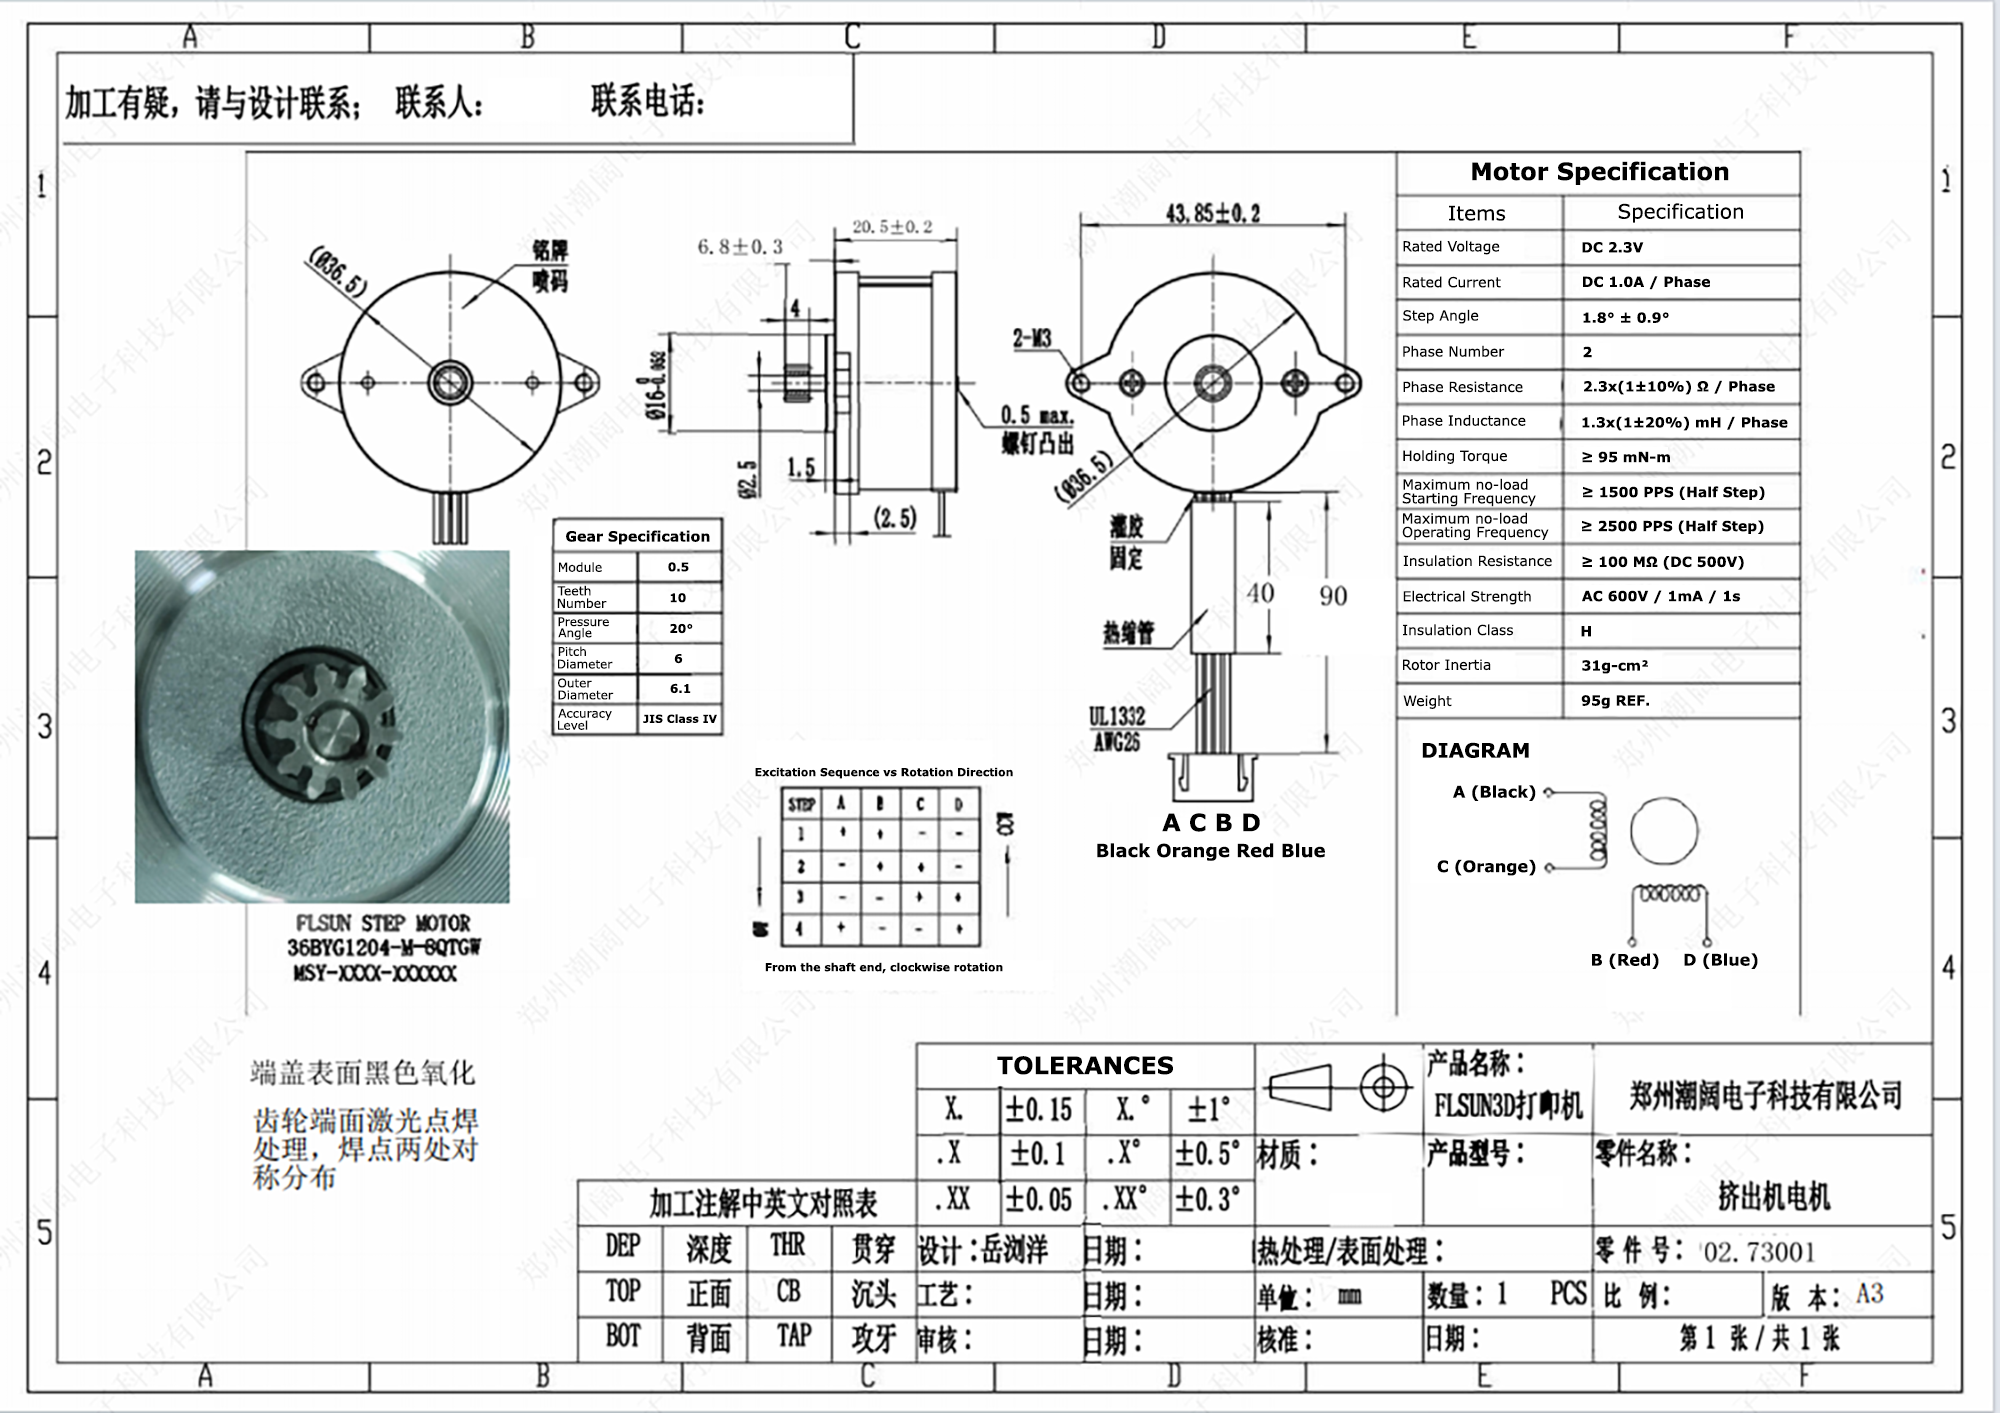 A B C D E F
加工有疑，请与设计联系； 联系人： 联系电话：
1 1
2 2
3 3
4 4
5 5
(Ø36.5)
铭牌
喷码
6.8±0.3
20.5±0.2
4
Ø16-0.052
0
Ø2.5
1.5
(2.5)
0.5 max.
螺钉凸出
43.85±0.2
2-M3
(Ø36.5)
灌胶
固定
40
90
热缩管
UL1332
AWG26
A C B D
Black Orange Red Blue
Motor Specification
Items Specification
Rated Voltage DC 2.3V
Rated Current DC 1.0A / Phase
Step Angle 1.8° ± 0.9°
Phase Number 2
Phase Resistance 2.3x(1±10%) Ω / Phase
Phase Inductance 1.3x(1±20%) mH / Phase
Holding Torque ≥ 95 mN-m
Maximum no-load
Starting Frequency ≥ 1500 PPS (Half Step)
Maximum no-load
Operating Frequency ≥ 2500 PPS (Half Step)
Insulation Resistance ≥ 100 MΩ (DC 500V)
Electrical Strength AC 600V / 1mA / 1s
Insulation Class H
Rotor Inertia 31g-cm²
Weight 95g REF.
DIAGRAM
A (Black)
C (Orange)
B (Red) D (Blue)
Gear Specification
Module 0.5
Teeth
Number 10
Pressure
Angle 20°
Pitch
Diameter 6
Outer
Diameter 6.1
Accuracy
Level JIS Class IV
Excitation Sequence vs Rotation Direction
STEP A B C D
1 + + - -
2 - + + -
3 - - + +
4 + - - +
CCW
CW
From the shaft end, clockwise rotation
FLSUN STEP MOTOR
36BYG1204-M-8QTGW
MSY-XXXX-XXXXXX
端盖表面黑色氧化
齿轮端面激光点焊
处理，焊点两处对
称分布
TOLERANCES
X. ±0.15 X.° ±1°
.X ±0.1 .X° ±0.5°
.XX ±0.05 .XX° ±0.3°
产品名称：
FLSUN3D打印机
郑州潮阔电子科技有限公司
材质：
产品型号：
零件名称：
挤出机电机
加工注解中英文对照表
DEP 深度 THR 贯穿
TOP 正面 CB 沉头
BOT 背面 TAP 攻牙
设计：岳浏洋 日期： 热处理/表面处理： 零 件 号： 02.73001
工艺： 日期： 单位： mm 数量：1 PCS 比 例： 版 本： A3
审核： 日期： 核准： 日期： 第 1 张 / 共 1 张
A B C D E F
郑州潮阔电子科技有限公司